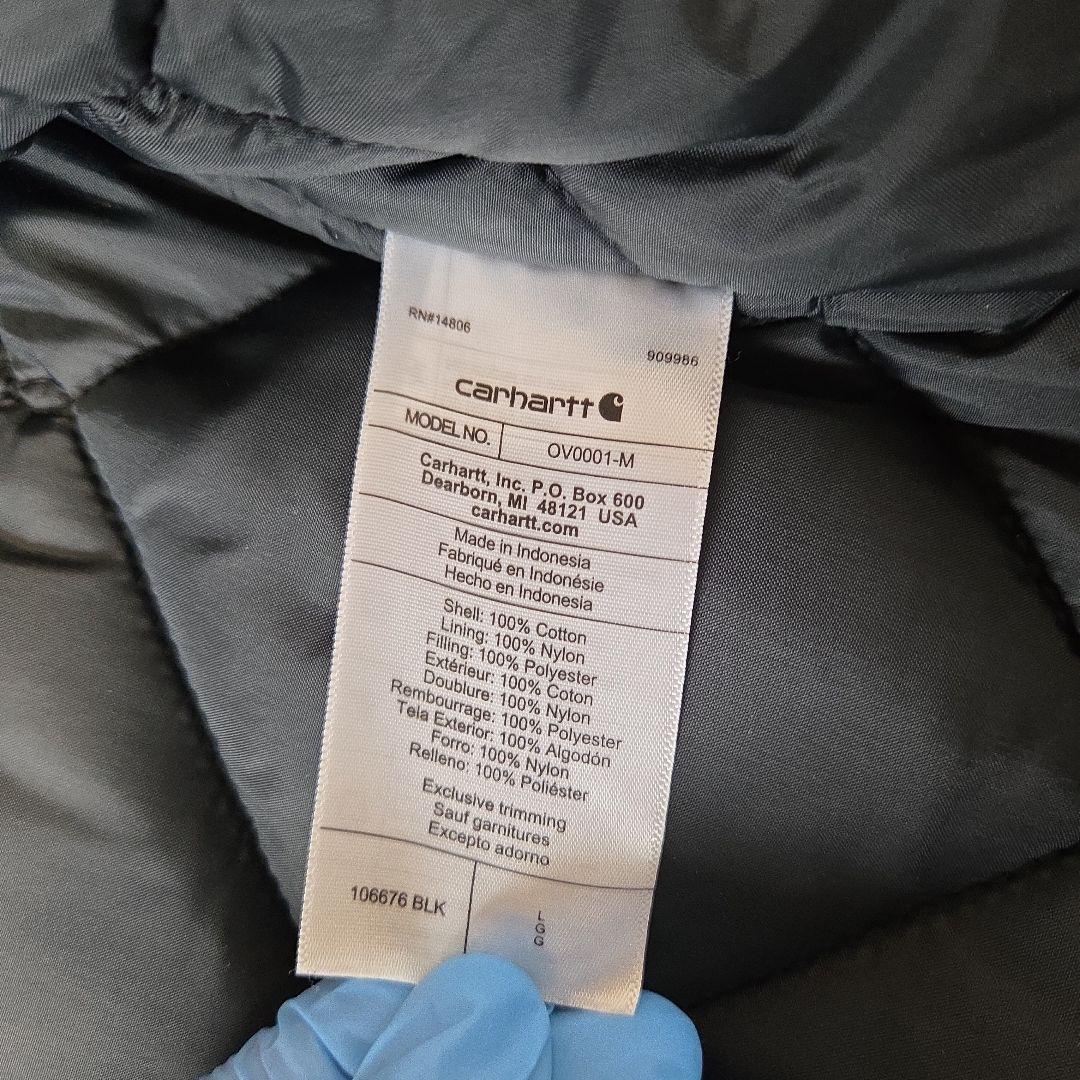 RN#14806
909986
carhartt
MODEL NO.
OV0001-M
Carhartt, Inc. P.O. Box 600
Dearborn, MI 48121 USA
carhartt.com
Made in Indonesia
Fabriqué en Indonésie
Hecho en Indonesia
Shell: 100% Cotton
Lining: 100% Nylon
Filling: 100% Polyester
Extérieur: 100% Coton
Doublure: 100% Nylon
Rembourrage: 100% Polyester
Tela Exterior: 100% Algodón
Forro: 100% Nylon
Relleno: 100% Poliéster
Exclusive trimming
Sauf garnitures
Excepto adorno
106676 BLK
L
G
G